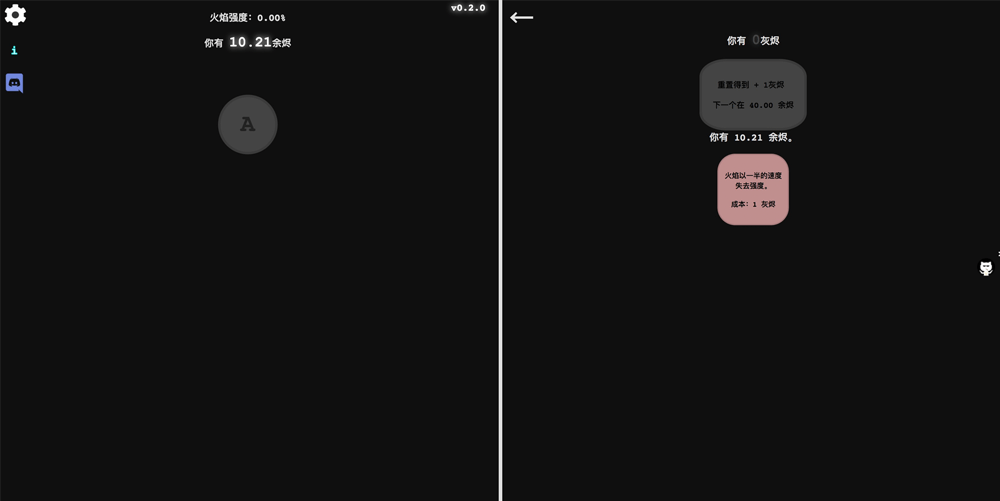 v0.2.0
火焰强度: 0.00%
你有 10.21余烬
i
A
你有 0灰烬
重置得到 + 1灰烬
下一个在 40.00 余烬
你有 10.21 余烬。
火焰以一半的速度
失去强度。
成本: 1 灰烬